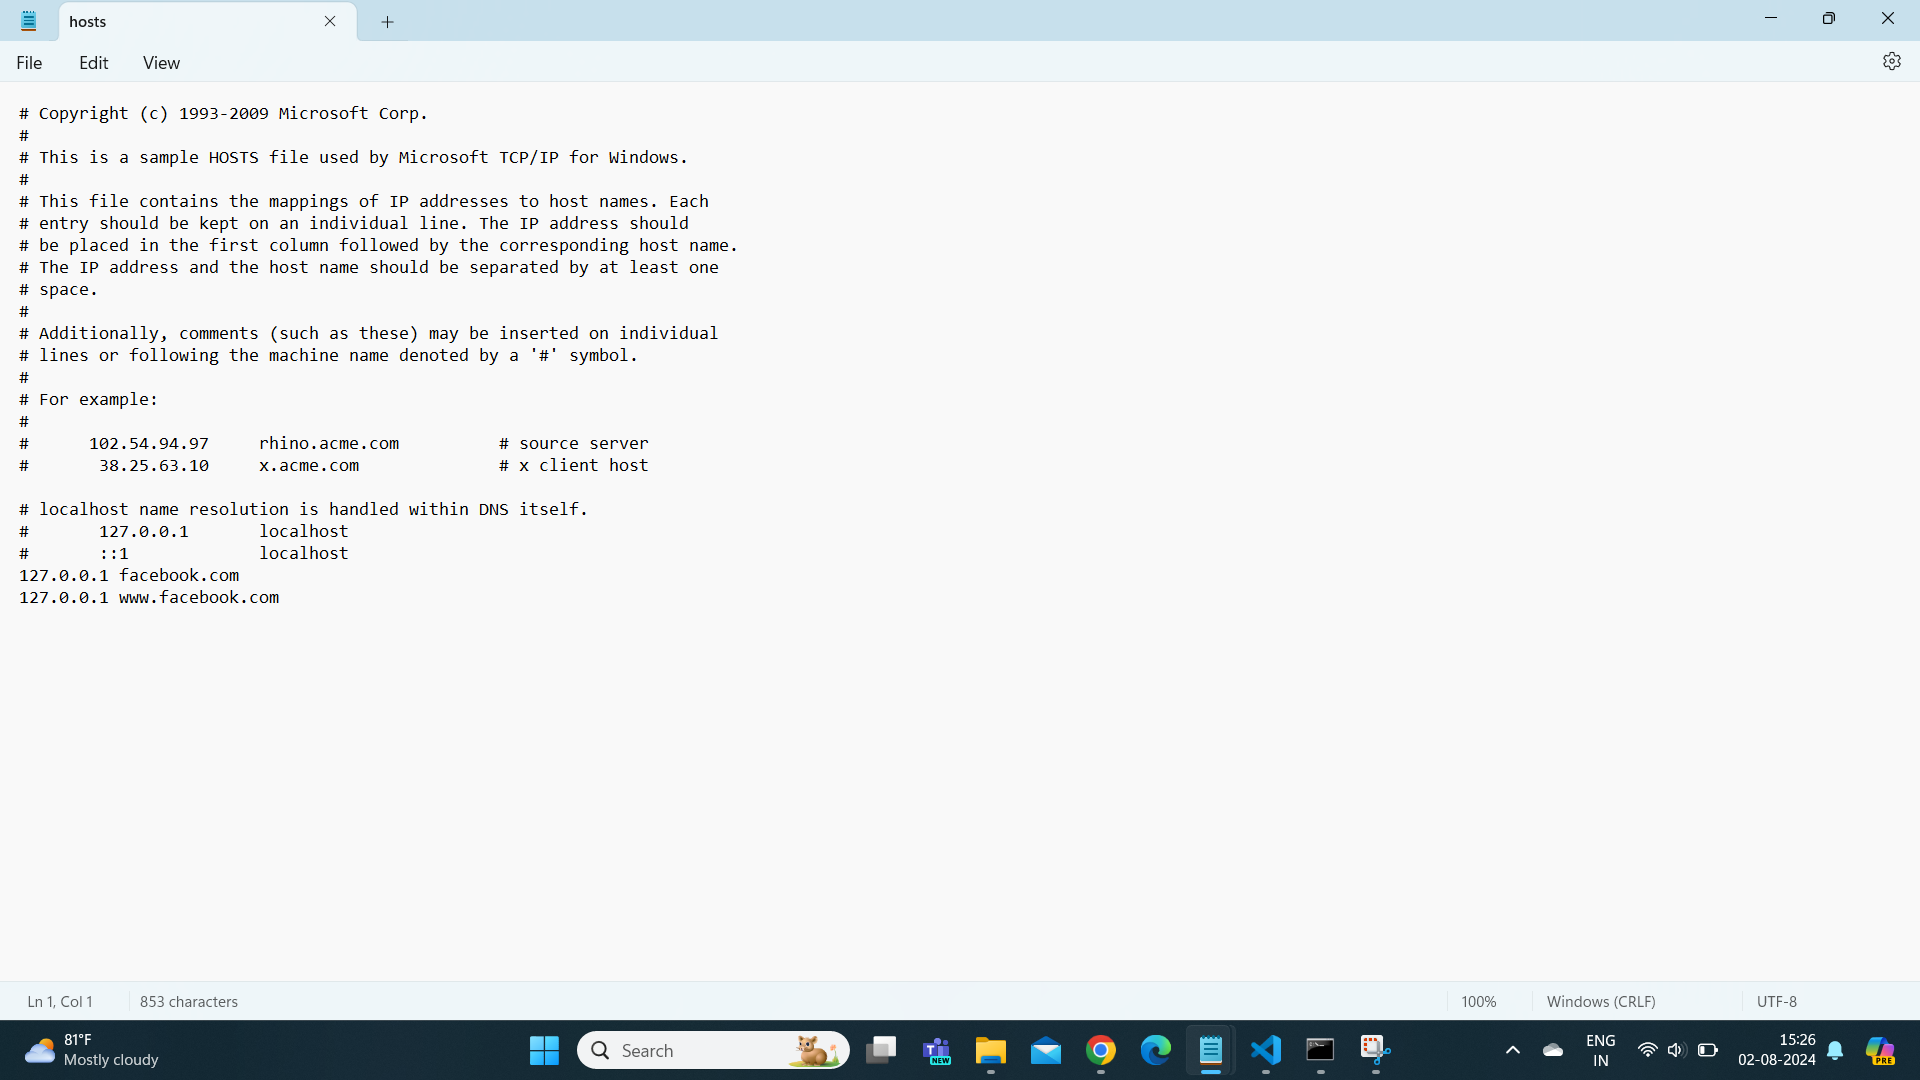 hosts
File Edit View
# Copyright (c) 1993-2009 Microsoft Corp.
#
# This is a sample HOSTS file used by Microsoft TCP/IP for Windows.
#
# This file contains the mappings of IP addresses to host names. Each
# entry should be kept on an individual line. The IP address should
# be placed in the first column followed by the corresponding host name.
# The IP address and the host name should be separated by at least one
# space.
#
# Additionally, comments (such as these) may be inserted on individual
# lines or following the machine name denoted by a '#' symbol.
#
# For example:
#
#      102.54.94.97     rhino.acme.com          # source server
#       38.25.63.10     x.acme.com              # x client host

# localhost name resolution is handled within DNS itself.
#       127.0.0.1       localhost
#       ::1             localhost
127.0.0.1 facebook.com
127.0.0.1 www.facebook.com
Ln 1, Col 1 853 characters 100% Windows (CRLF) UTF-8
81°F
Mostly cloudy
Search
NEW
ENG
IN
15:26
02-08-2024
PRE